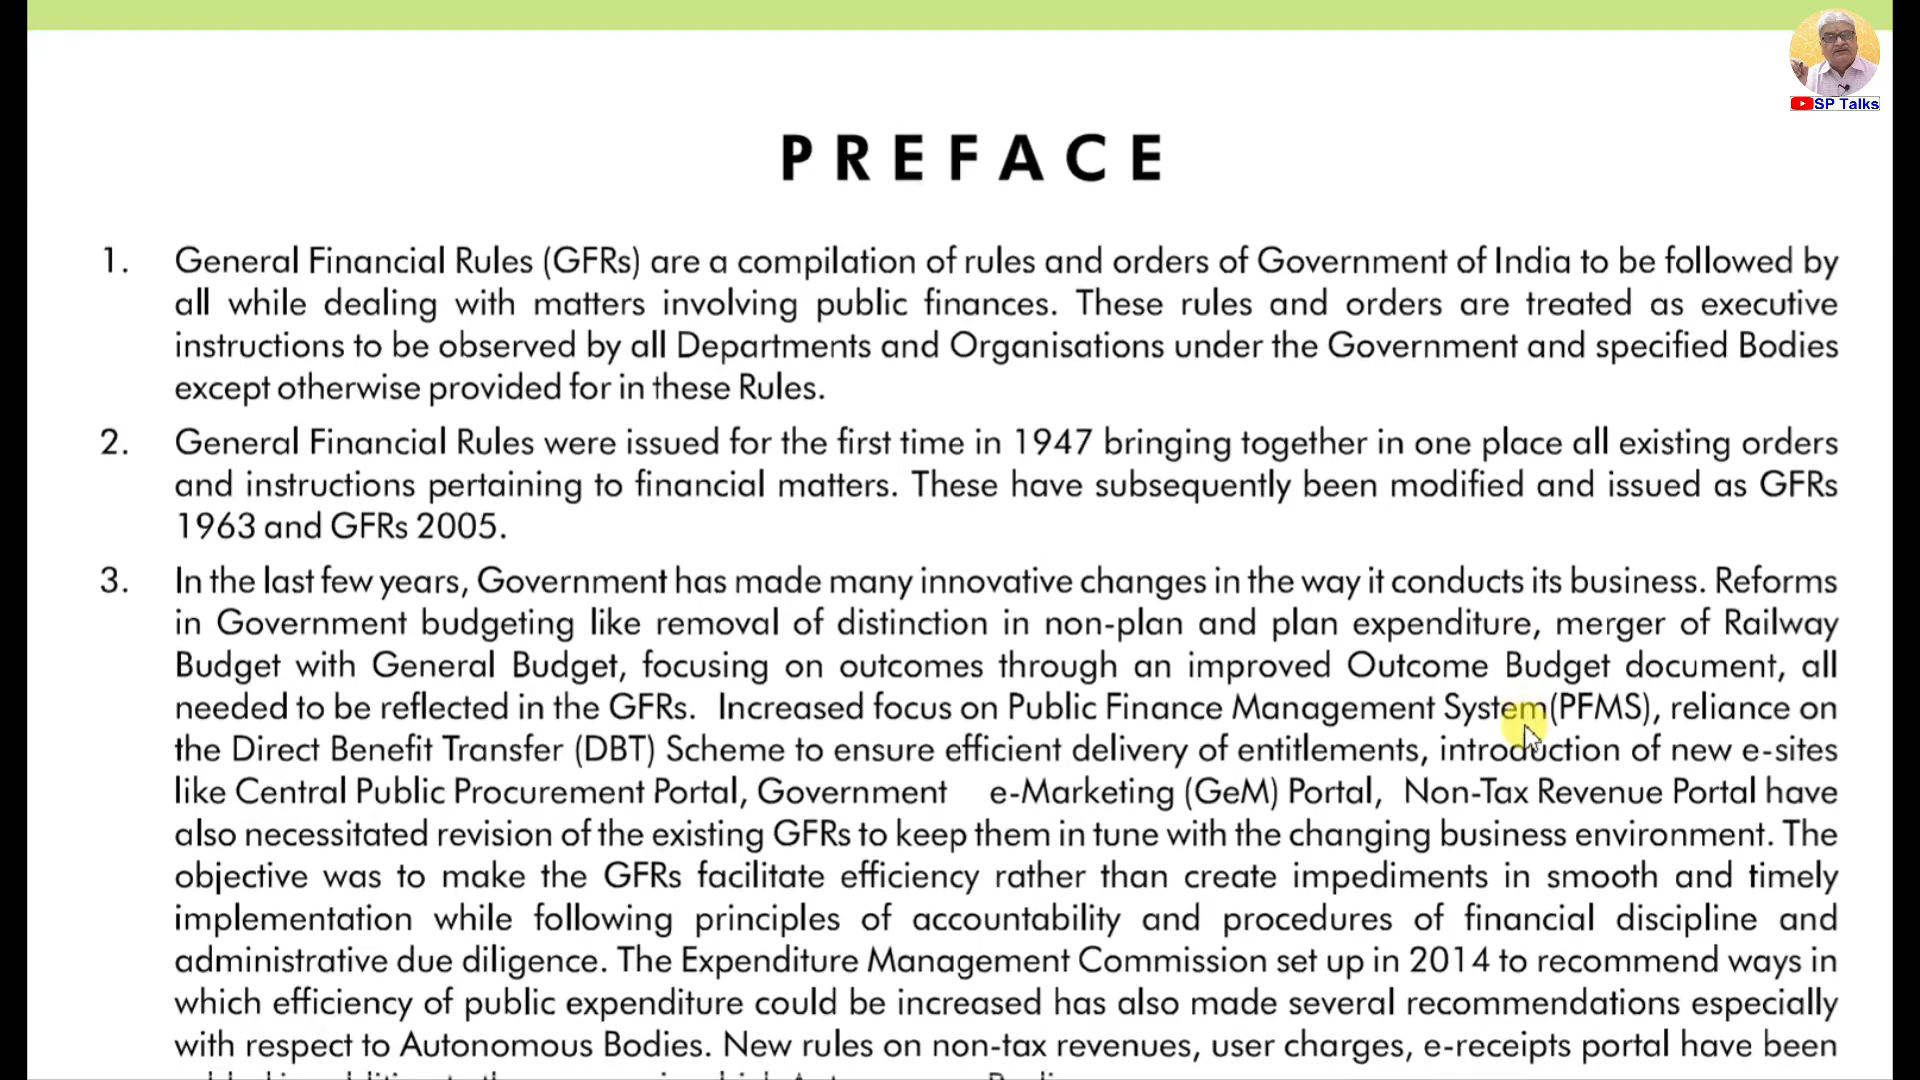 SP Talks
PREFACE
1. General Financial Rules (GFRs) are a compilation of rules and orders of Government of India to be followed by
all while dealing with matters involving public finances. These rules and orders are treated as executive
instructions to be observed by all Departments and Organisations under the Government and specified Bodies
except otherwise provided for in these Rules.
2. General Financial Rules were issued for the first time in 1947 bringing together in one place all existing orders
and instructions pertaining to financial matters. These have subsequently been modified and issued as GFRs
1963 and GFRs 2005.
3. In the last few years, Government has made many innovative changes in the way it conducts its business. Reforms
in Government budgeting like removal of distinction in non-plan and plan expenditure, merger of Railway
Budget with General Budget, focusing on outcomes through an improved Outcome Budget document, all
needed to be reflected in the GFRs. Increased focus on Public Finance Management System(PFMS), reliance on
the Direct Benefit Transfer (DBT) Scheme to ensure efficient delivery of entitlements, introduction of new e-sites
like Central Public Procurement Portal, Government e-Marketing (GeM) Portal, Non-Tax Revenue Portal have
also necessitated revision of the existing GFRs to keep them in tune with the changing business environment. The
objective was to make the GFRs facilitate efficiency rather than create impediments in smooth and timely
implementation while following principles of accountability and procedures of financial discipline and
administrative due diligence. The Expenditure Management Commission set up in 2014 to recommend ways in
which efficiency of public expenditure could be increased has also made several recommendations especially
with respect to Autonomous Bodies. New rules on non-tax revenues, user charges, e-receipts portal have been